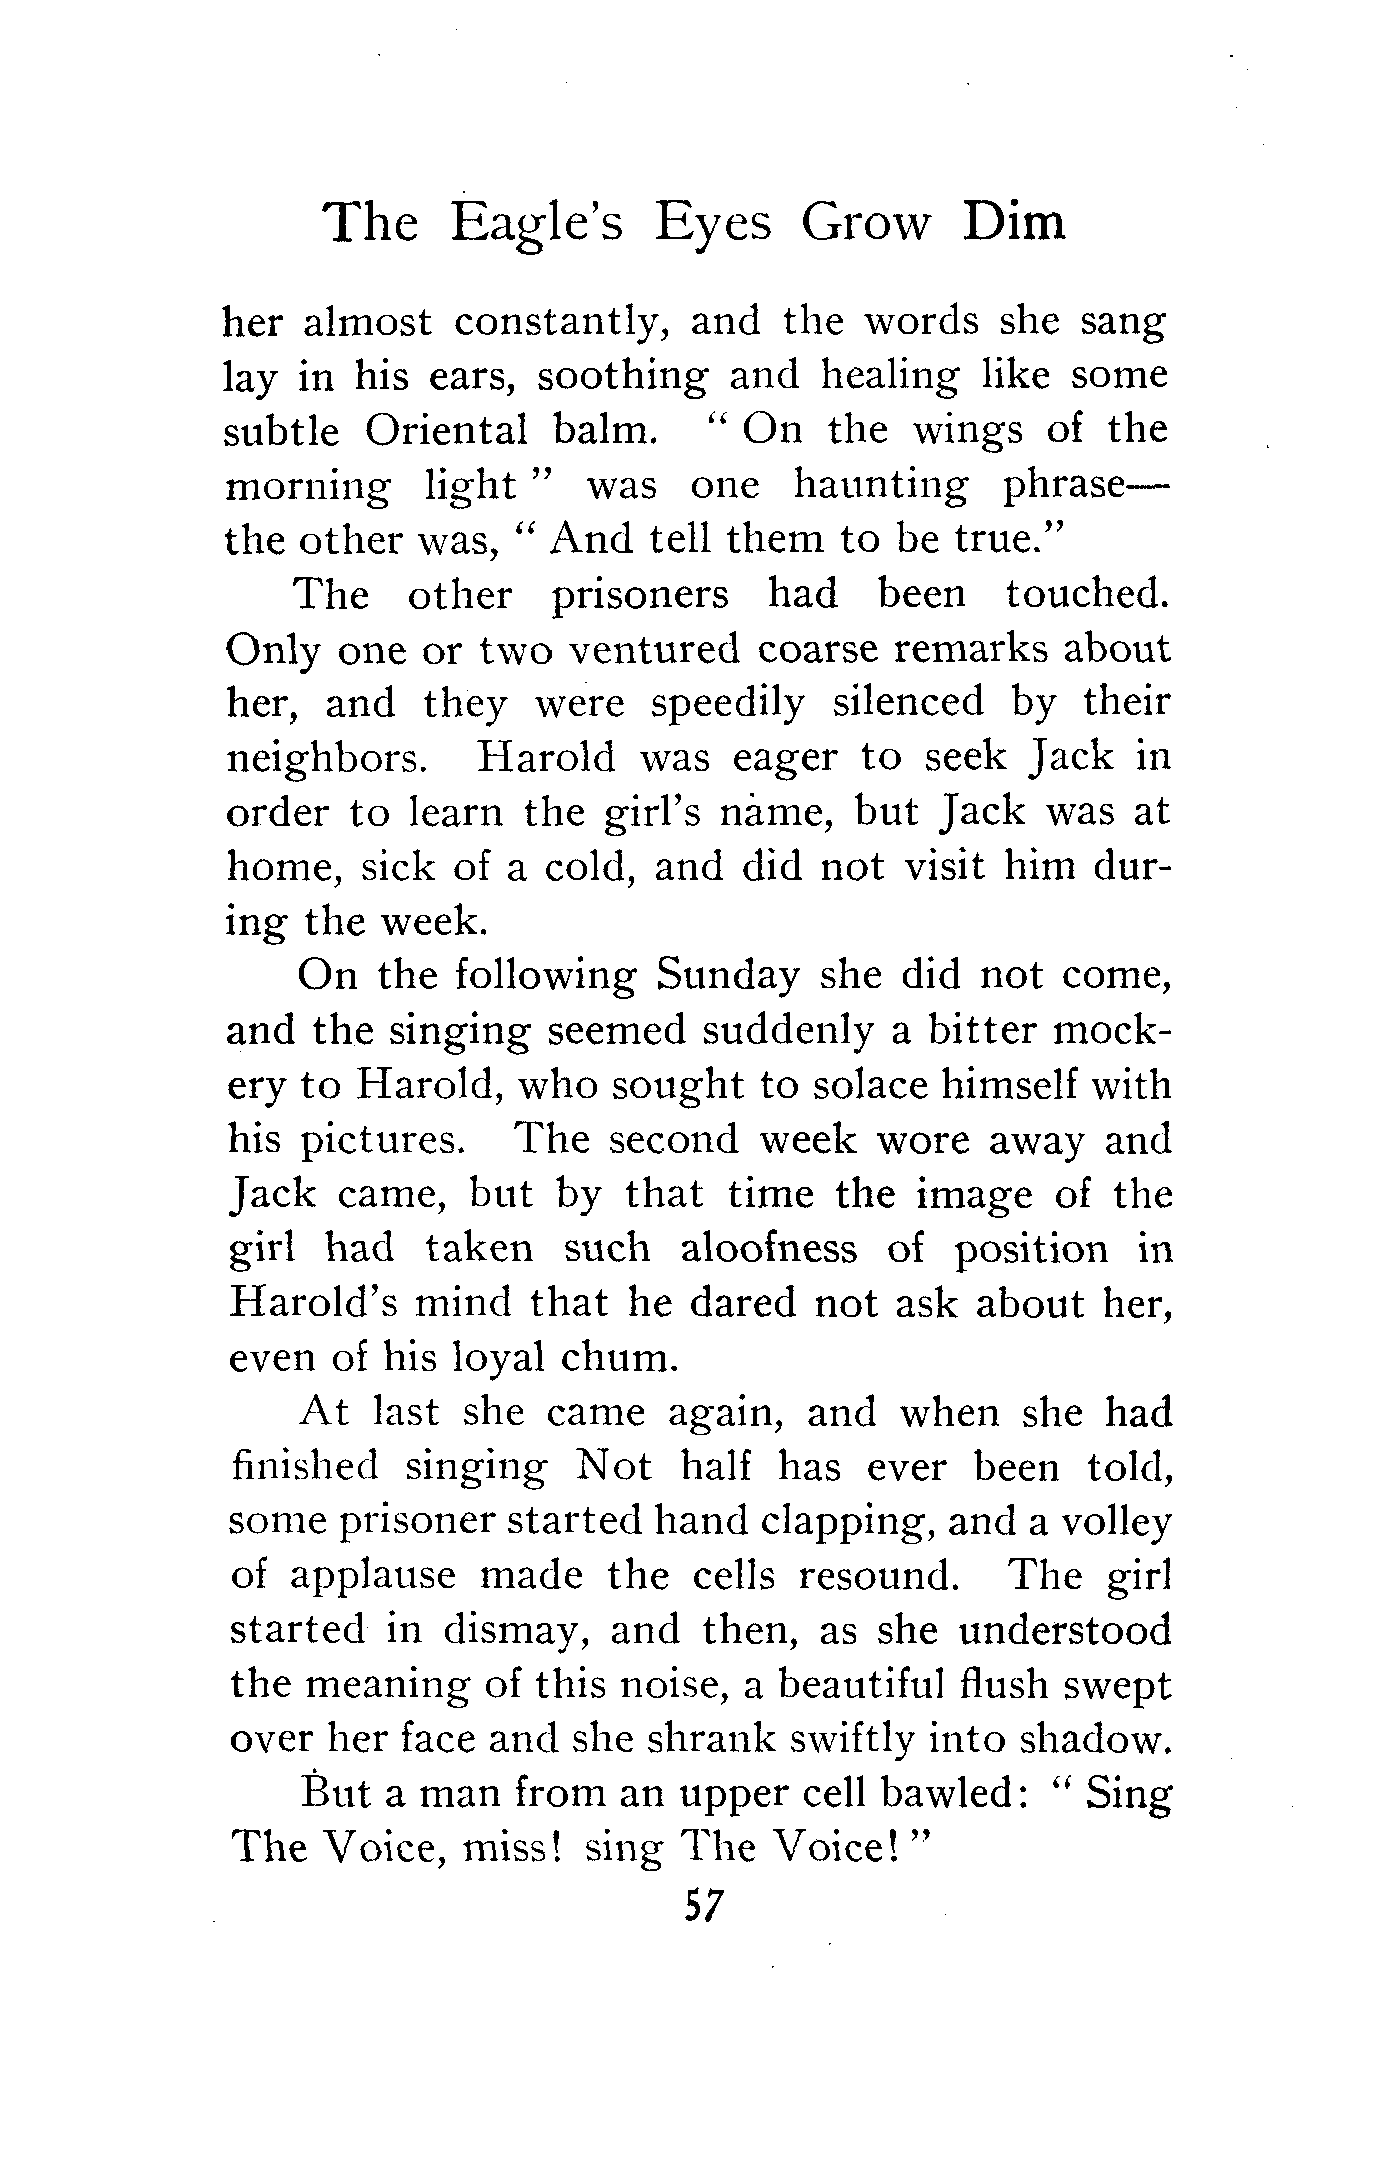 The Eagle's Eyes Grow Dim
her almost constantly, and the words she sang
lay in his ears, soothing and healing like some
subtle Oriental balm. " On the wings of the
morning light " was one haunting phrase—
the other was, " And tell them to be true."
The other prisoners had been touched.
Only one or two ventured coarse remarks about
her, and they were speedily silenced by their
neighbors. Harold was eager to seek Jack in
order to learn the girl's name, but Jack was at
home, sick of a cold, and did not visit him dur-
ing the week.
On the following Sunday she did not come,
and the singing seemed suddenly a bitter mock-
ery to Harold, who sought to solace himself with
his pictures. The second week wore away and
Jack came, but by that time the image of the
girl had taken such aloofness of position in
Harold's mind that he dared not ask about her,
even of his loyal chum.
At last she came again, and when she had
finished singing Not half has ever been told,
some prisoner started hand clapping, and a volley
of applause made the cells resound. The girl
started in dismay, and then, as she understood
the meaning of this noise, a beautiful flush swept
over her face and she shrank swiftly into shadow.
But a man from an upper cell bawled: " Sing
The Voice, miss! sing The Voice! "
57